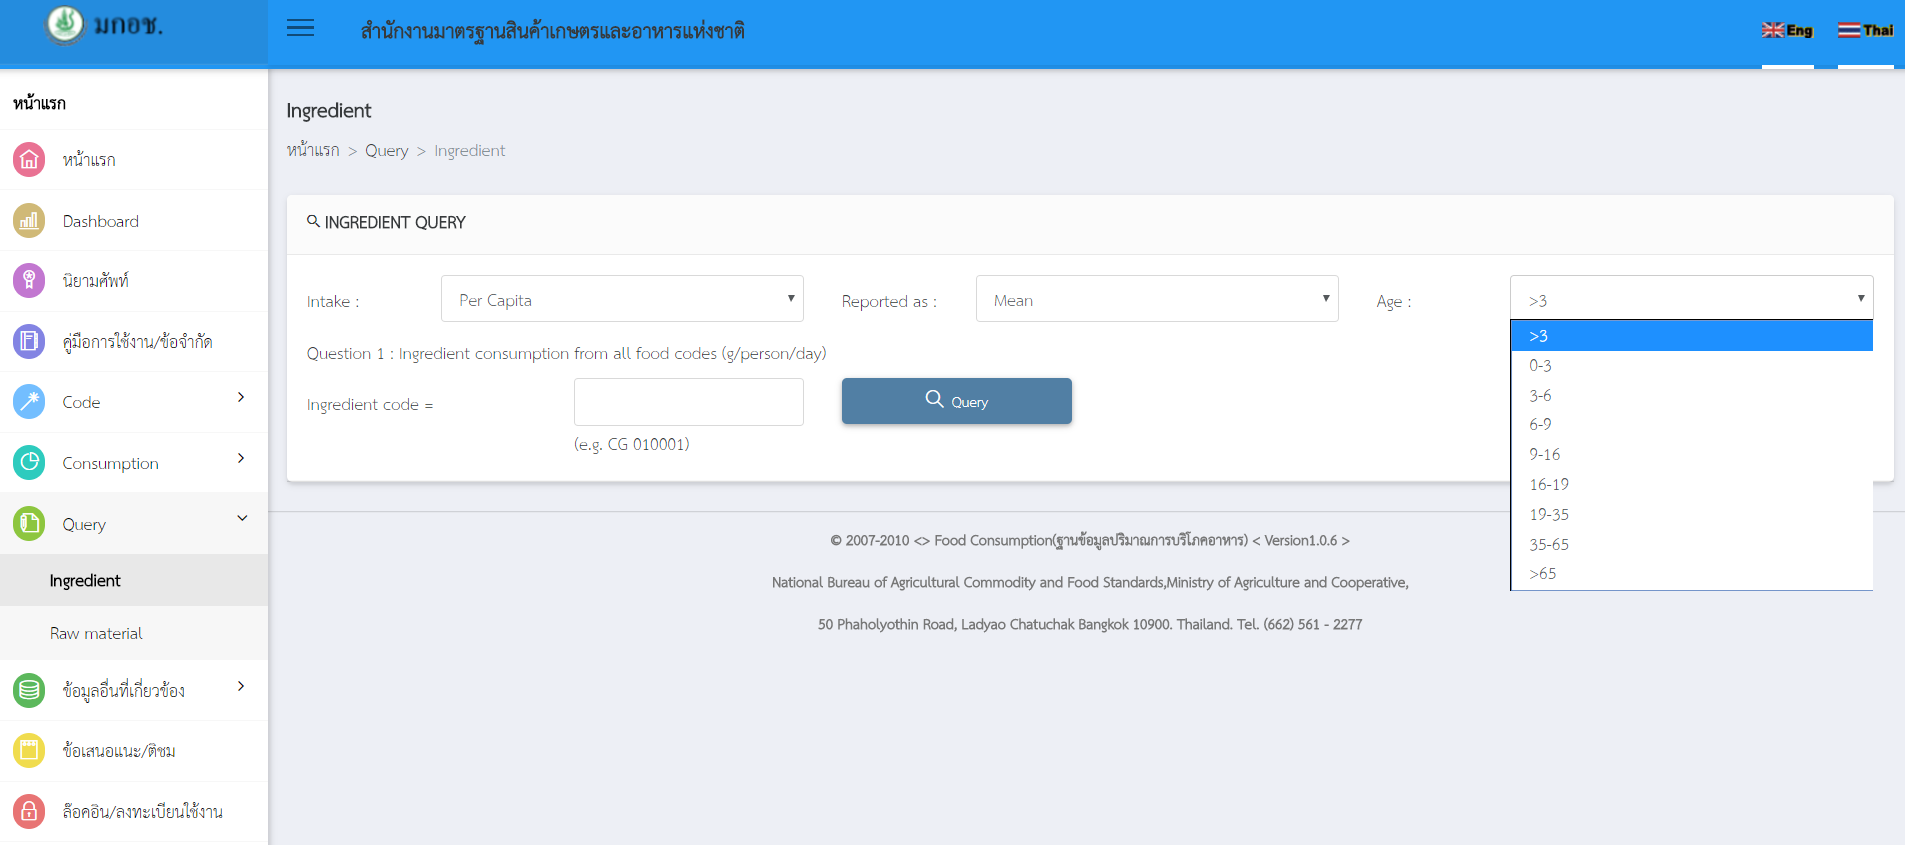 มกอช.
สำนักงานมาตรฐานสินค้าเกษตรและอาหารแห่งชาติ
Eng
Thai
หน้าแรก
หน้าแรก
Dashboard
นิยามศัพท์
คู่มือการใช้งาน/ข้อจำกัด
Code
Consumption
Query
Ingredient
Raw material
ข้อมูลอื่นที่เกี่ยวข้อง
ข้อเสนอแนะ/ติชม
ล๊อคอิน/ลงทะเบียนใช้งาน
Ingredient
หน้าแรก > Query > Ingredient
INGREDIENT QUERY
Intake : Per Capita Reported as : Mean Age : >3
>3
0-3
3-6
6-9
9-16
16-19
19-35
35-65
>65
Question 1 : Ingredient consumption from all food codes (g/person/day)
Ingredient code = Query
(e.g. CG 010001)
© 2007-2010 <> Food Consumption(ฐานข้อมูลปริมาณการบริโภคอาหาร) < Version1.0.6 >
National Bureau of Agricultural Commodity and Food Standards,Ministry of Agriculture and Cooperative,
50 Phaholyothin Road, Ladyao Chatuchak Bangkok 10900. Thailand. Tel. (662) 561 - 2277